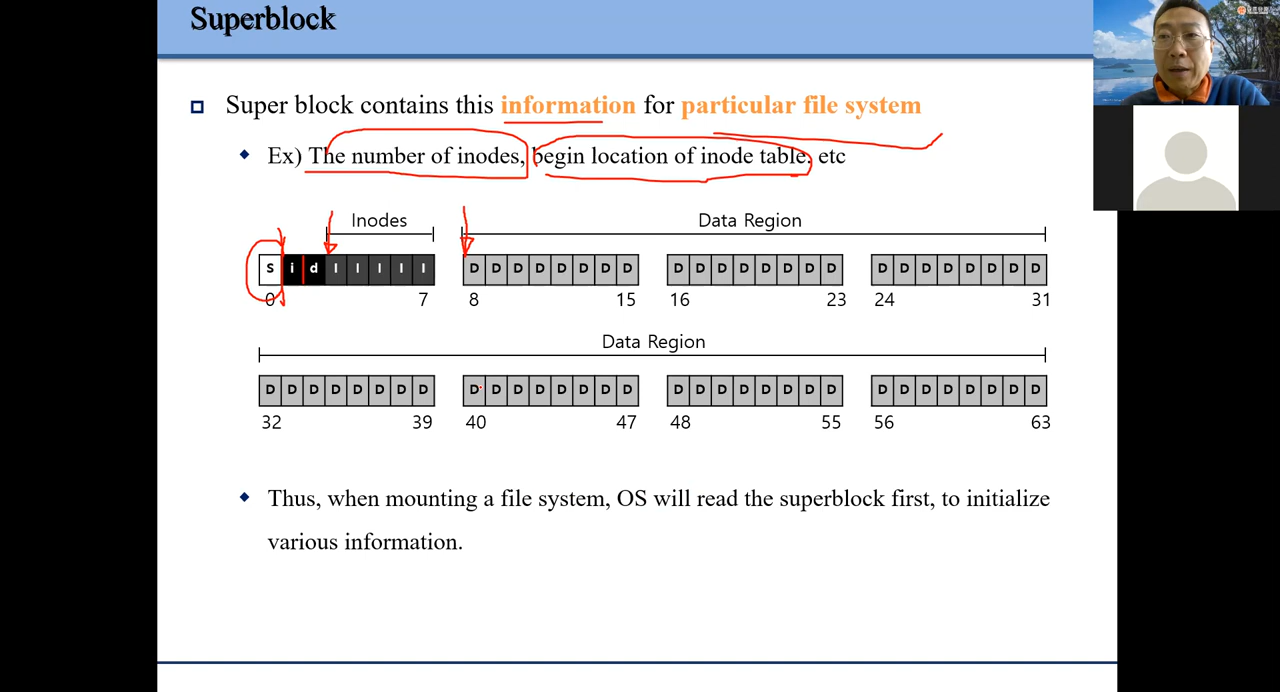 Superblock
Super block contains this information for particular file system
Ex) The number of inodes, begin location of inode table, etc
Inodes Data Region
S i d I I I I I D D D D D D D D D D D D D D D D D D D D D D D D
0 7 8 15 16 23 24 31
Data Region
D D D D D D D D D D D D D D D D D D D D D D D D D D D D D D D D
32 39 40 47 48 55 56 63
Thus, when mounting a file system, OS will read the superblock first, to initialize
various information.